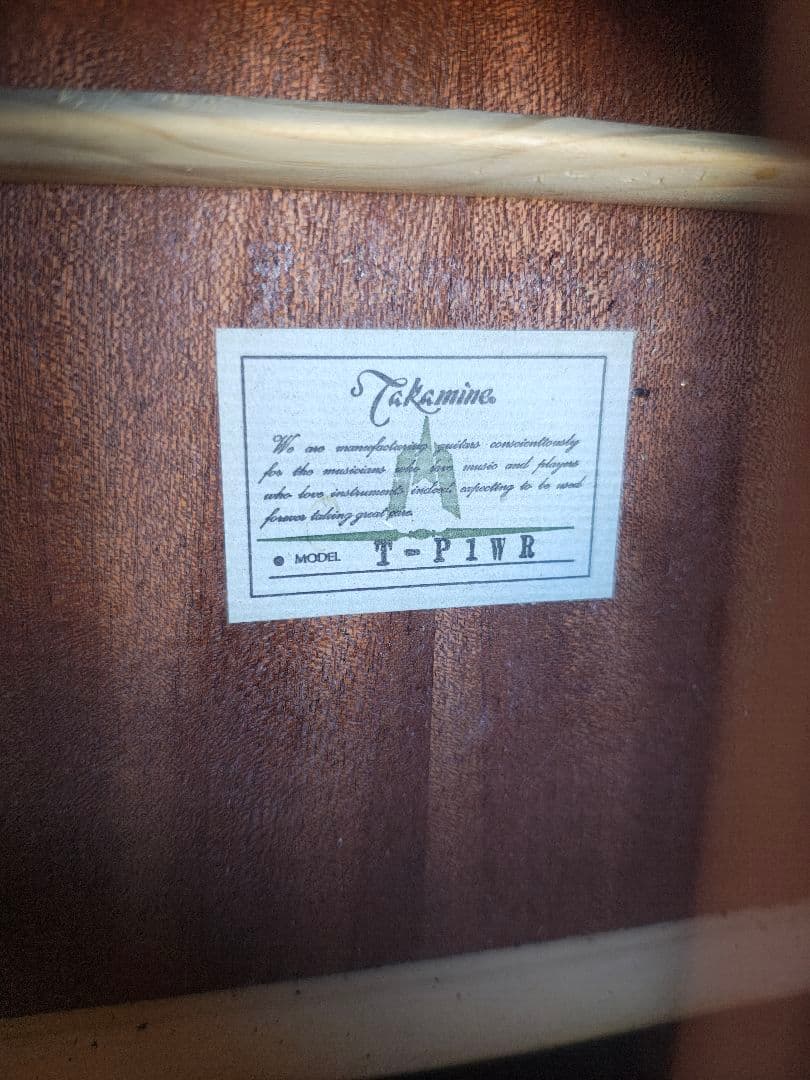 Takamine
We are manufacturing guitars conscientiously
for the musicians who love music and players
who love instruments indeed, expecting to be used
forever taking great care.
● MODEL T-P1WR